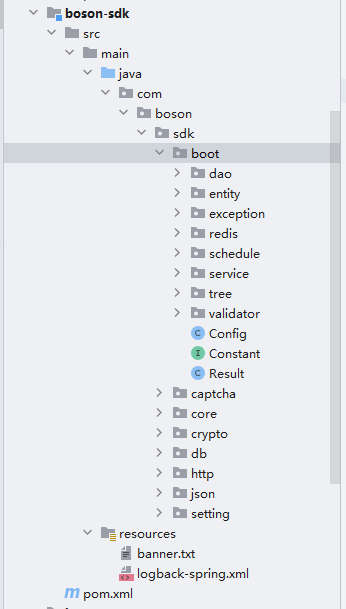 boson-sdk
src
main
java
com
boson
sdk
boot
dao
entity
exception
redis
schedule
service
tree
validator
C Config
I Constant
C Result
captcha
core
crypto
db
http
json
setting
resources
banner.txt
logback-spring.xml
m pom.xml